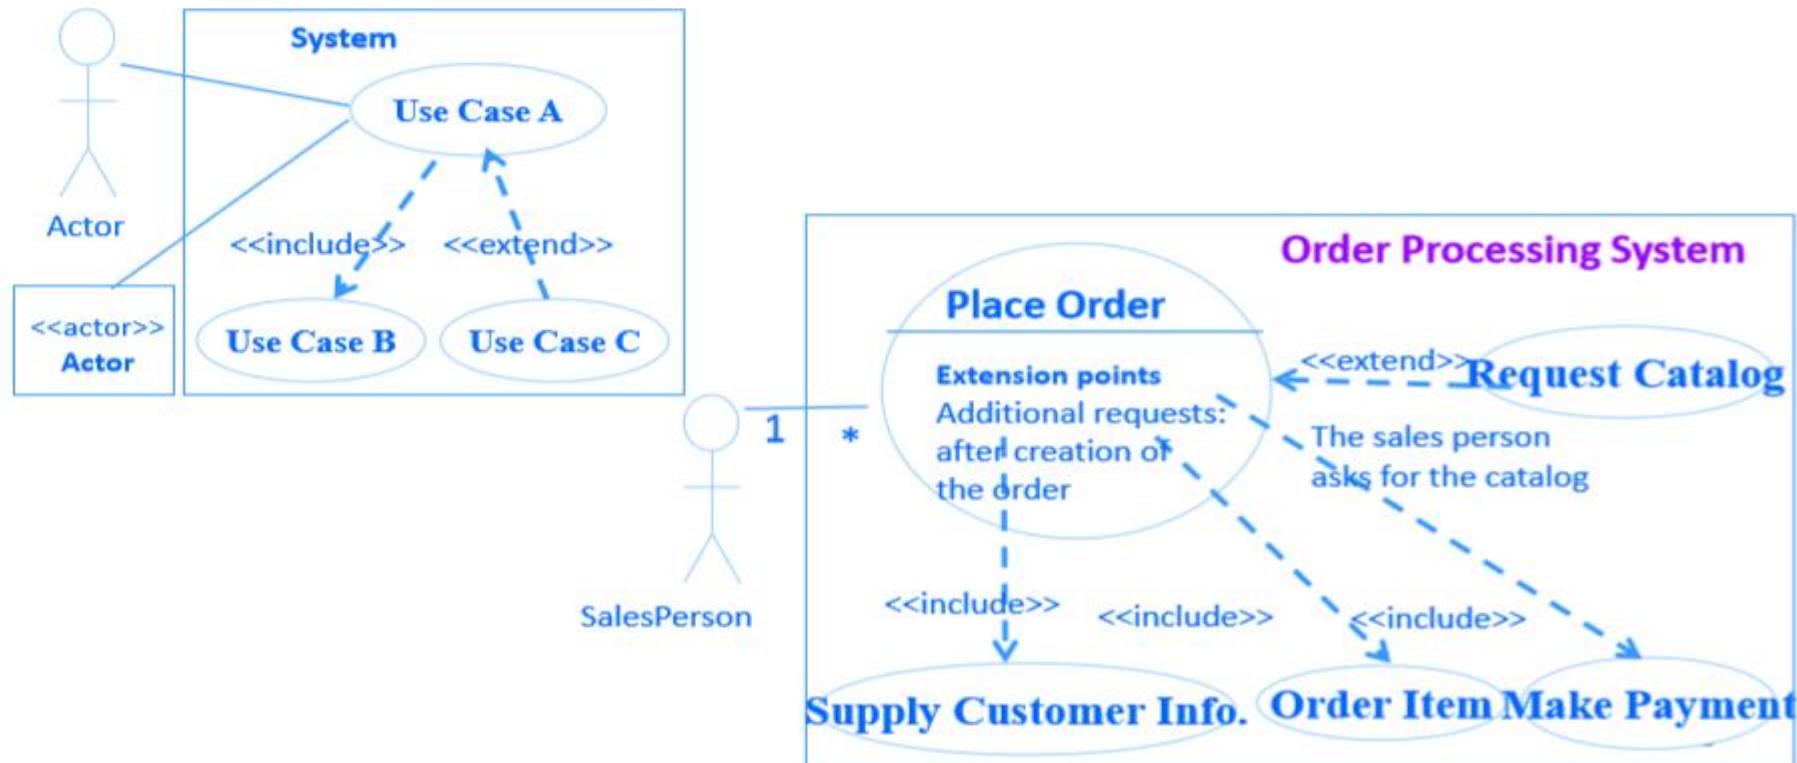 System
Use Case A
Actor
<<include>>
<<extend>>
<<actor>>
Actor
Use Case B
Use Case C
Order Processing System
Place Order
Extension points
Additional requests:
after creation of
the order
<<extend>>
Request Catalog
The sales person
asks for the catalog
1
*
SalesPerson
<<include>>
<<include>>
<<include>>
Supply Customer Info.
Order Item
Make Payment